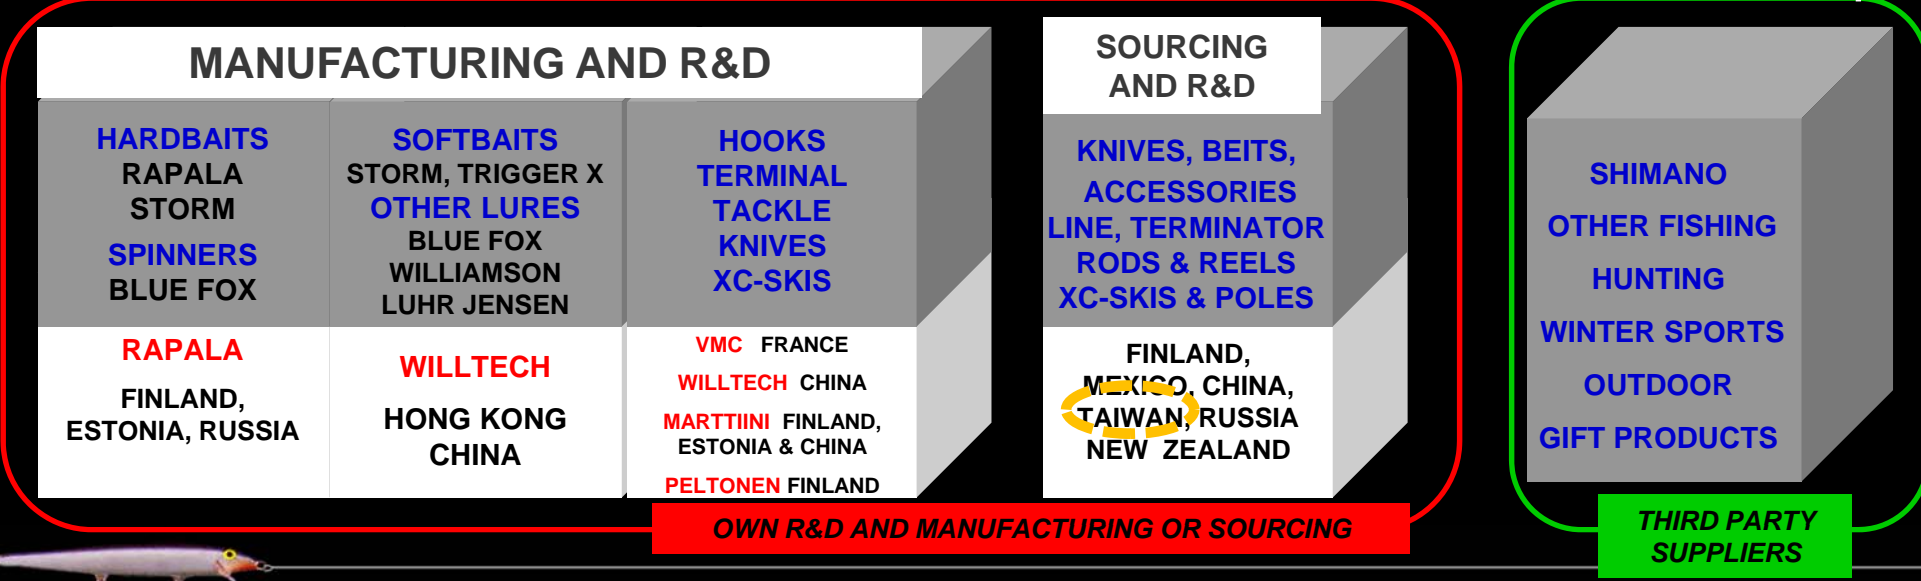 MANUFACTURING AND R&D
HARDBAITS
RAPALA
STORM
SPINNERS
BLUE FOX
RAPALA
FINLAND,
ESTONIA, RUSSIA
SOFTBAITS
STORM, TRIGGER X
OTHER LURES
BLUE FOX
WILLIAMSON
LUHR JENSEN
WILLTECH
HONG KONG
CHINA
HOOKS
TERMINAL
TACKLE
KNIVES
XC-SKIS
VMC FRANCE
WILLTECH CHINA
MARTTIINI FINLAND,
ESTONIA & CHINA
PELTONEN FINLAND
SOURCING
AND R&D
KNIVES, BEITS,
ACCESSORIES
LINE, TERMINATOR
RODS & REELS
XC-SKIS & POLES
FINLAND,
MEXICO, CHINA,
TAIWAN, RUSSIA
NEW ZEALAND
OWN R&D AND MANUFACTURING OR SOURCING
SHIMANO
OTHER FISHING
HUNTING
WINTER SPORTS
OUTDOOR
GIFT PRODUCTS
THIRD PARTY
SUPPLIERS